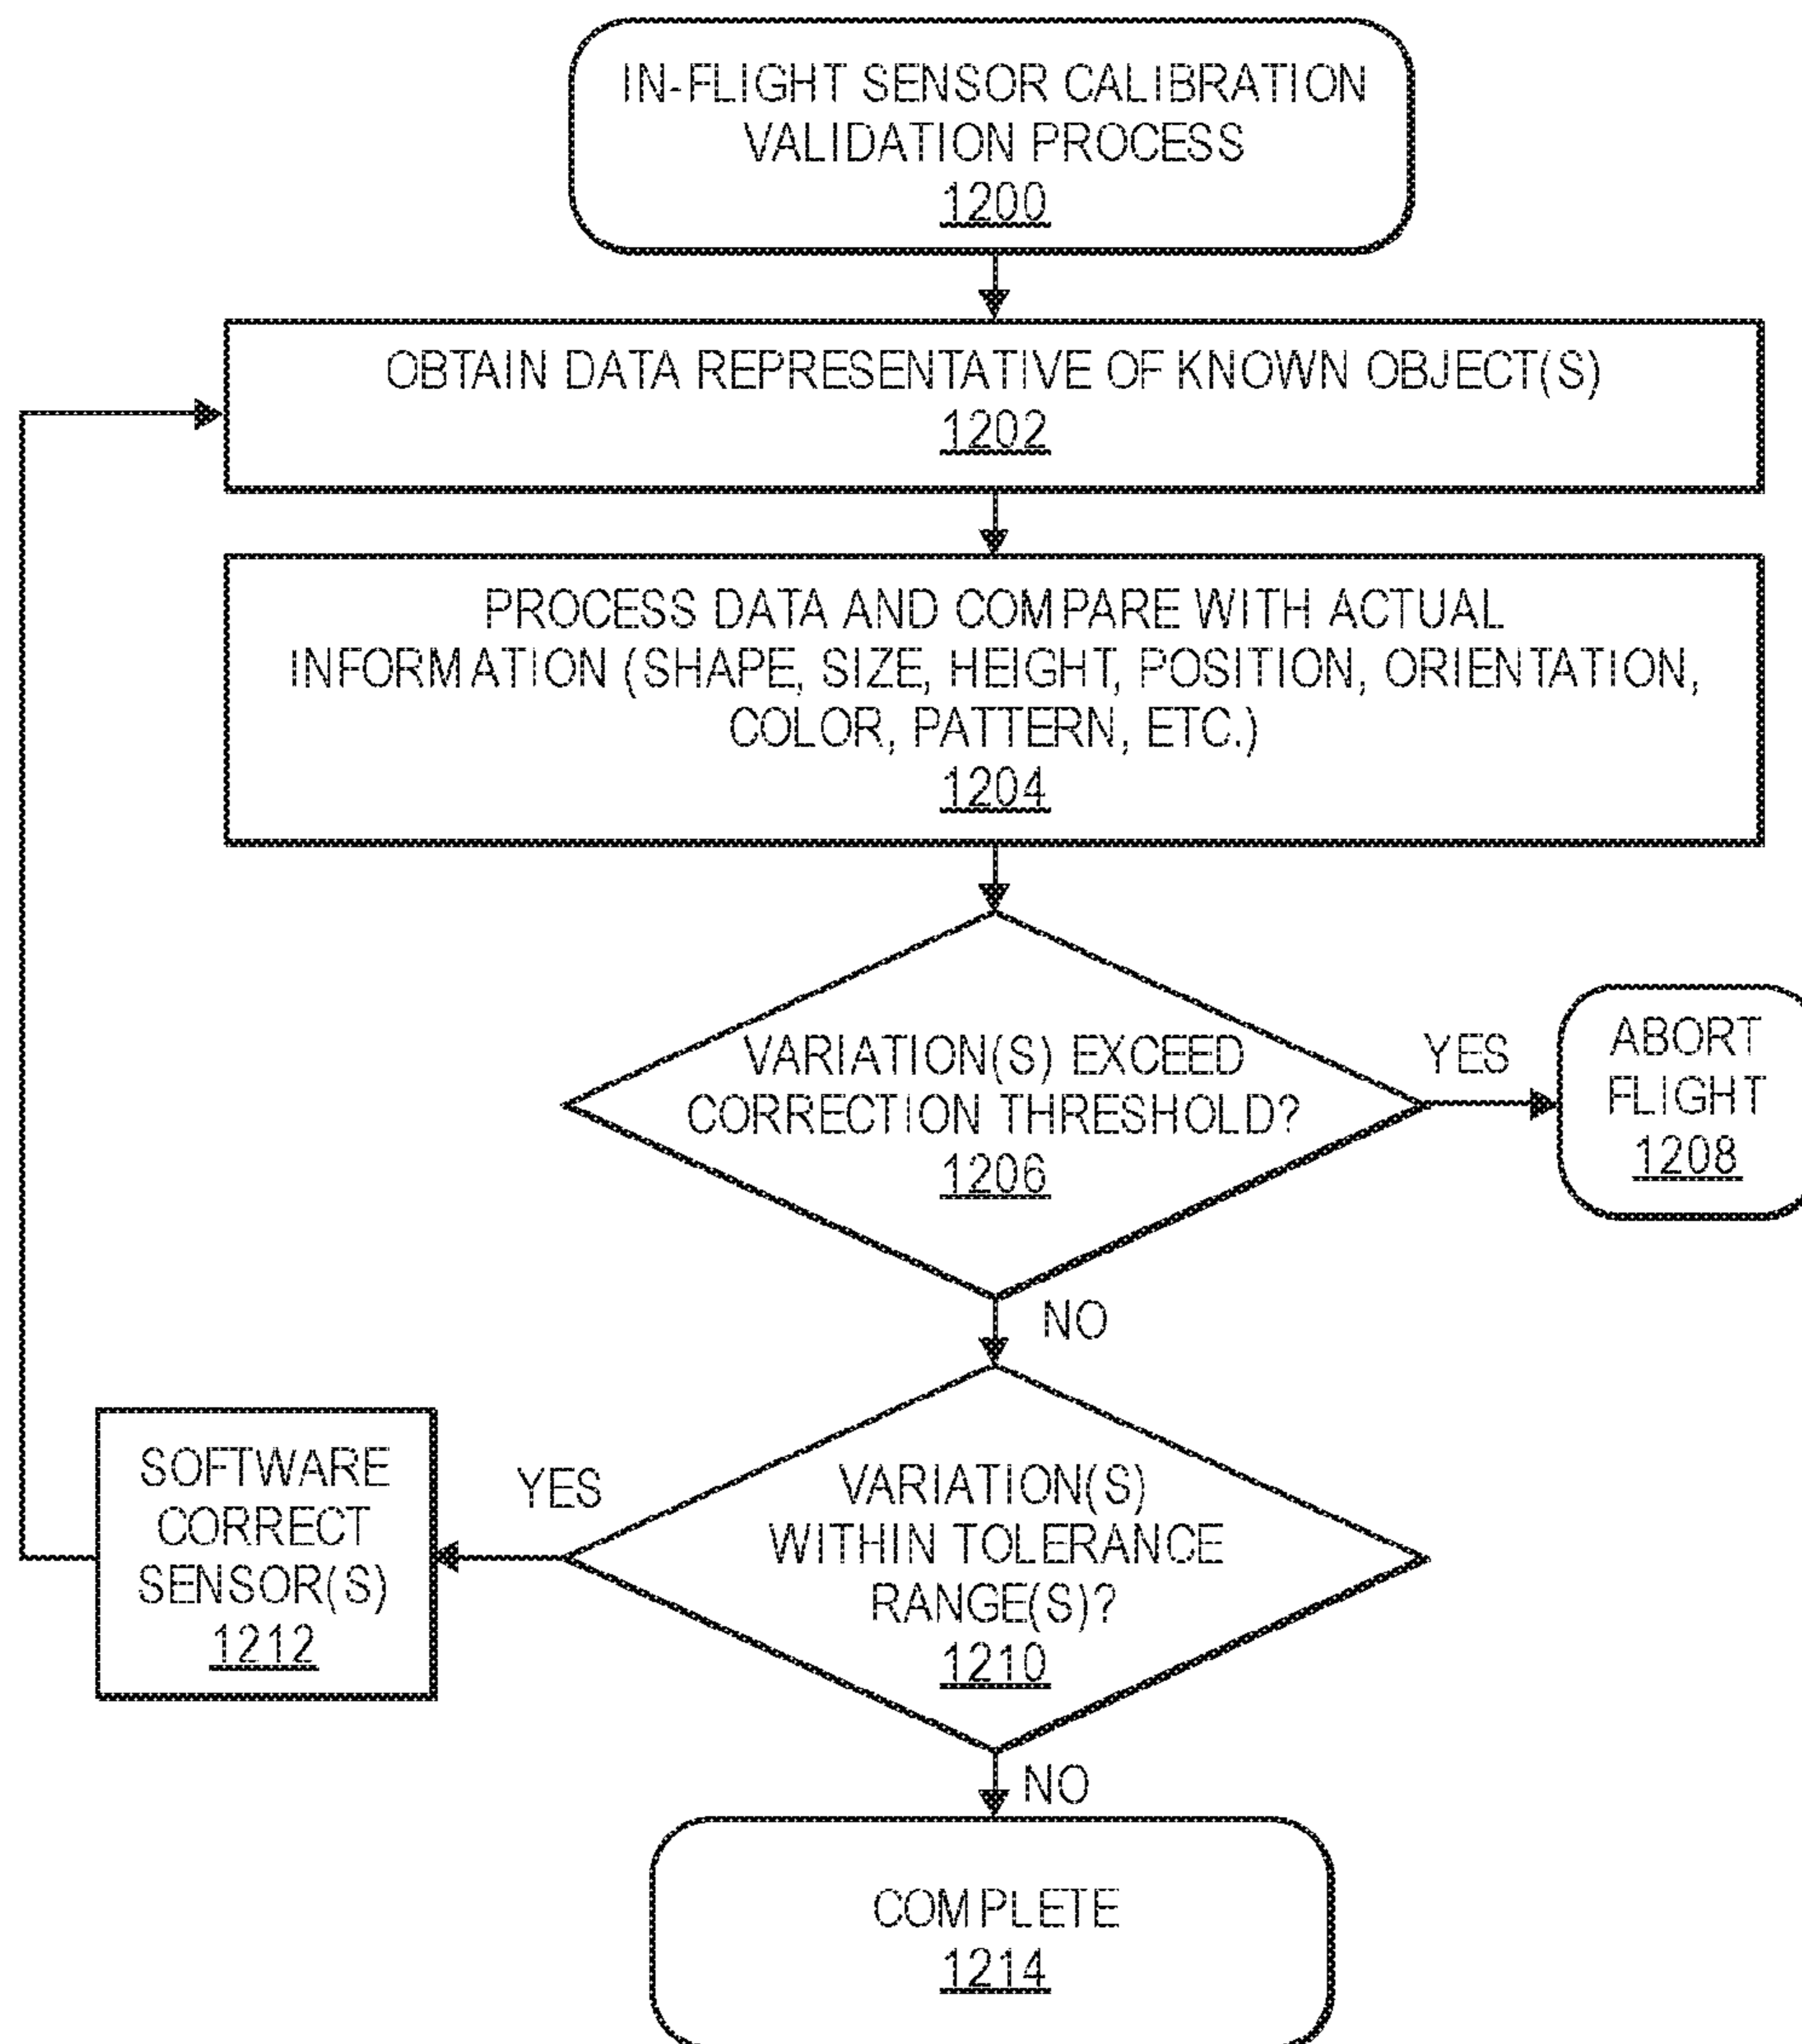 IN-FLIGHT SENSOR CALIBRATION
VALIDATION PROCESS
1200
OBTAIN DATA REPRESENTATIVE OF KNOWN OBJECT(S)
1202
PROCESS DATA AND COMPARE WITH ACTUAL
INFORMATION (SHAPE, SIZE, HEIGHT, POSITION, ORIENTATION,
COLOR, PATTERN, ETC.)
1204
VARIATION(S) EXCEED
CORRECTION THRESHOLD?
1206
YES
ABORT
FLIGHT
1208
NO
VARIATION(S)
WITHIN TOLERANCE
RANGE(S)?
1210
YES
SOFTWARE
CORRECT
SENSOR(S)
1212
NO
COMPLETE
1214